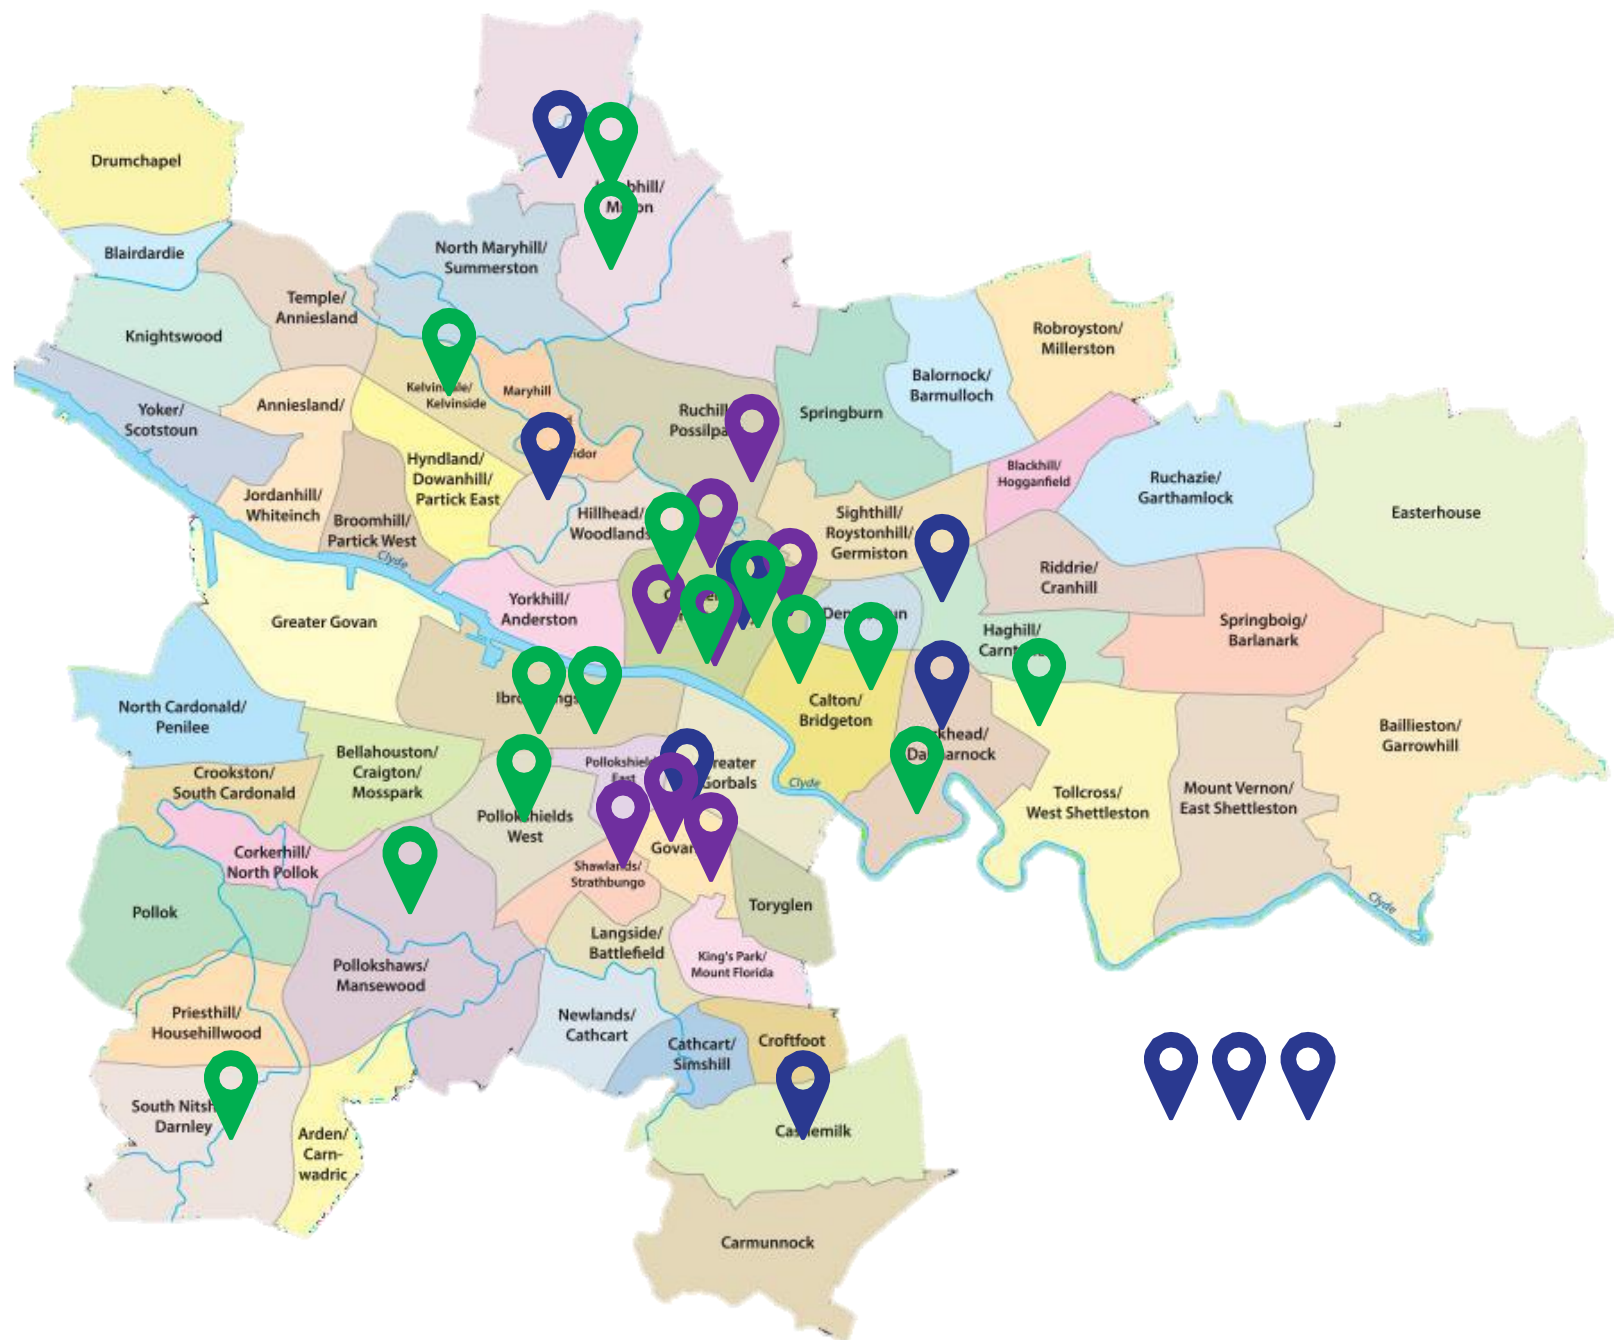 Drumchapel
Blairdardie
Knightswood
Temple/
Anniesland
North Maryhill/
Summerston
Yoker/
Scotstoun
Anniesland/
Jordanhill/
Whiteinch
Broomhill/
Partick West
Hyndland/
Dowanhill/
Partick East
Kelvinside
Maryhill
Springburn
Balornock/
Barmulloch
Robroyston/
Millerston
Blackhill/
Hogganfield
Ruchazie/
Garthamlock
Easterhouse
Hillhead/
Woodlands
Sighthill/
Roystonhill/
Germiston
Riddrie/
Cranhill
Springboig/
Barlanark
Haghill/
Clyde
Greater Govan
Yorkhill/
Anderston
Calton/
Bridgeton
Baillieston/
Garrowhill
Mount Vernon/
East Shettleston
Tollcross/
West Shettleston
Clyde
Clyde
North Cardonald/
Penilee
Crookston/
South Cardonald
Bellahouston/
Craigton/
Mosspark
West
Shawlands/
Strathbungo
Corkerhill/
North Pollok
Pollok
Pollokshaws/
Mansewood
Langside/
Battlefield
Toryglen
King's Park/
Mount Florida
Priesthill/
Househillwood
Newlands/
Cathcart
Cathcart/
Simshill
Croftfoot
South
Darnley
Arden/
Carn-
wadric
Carmunnock